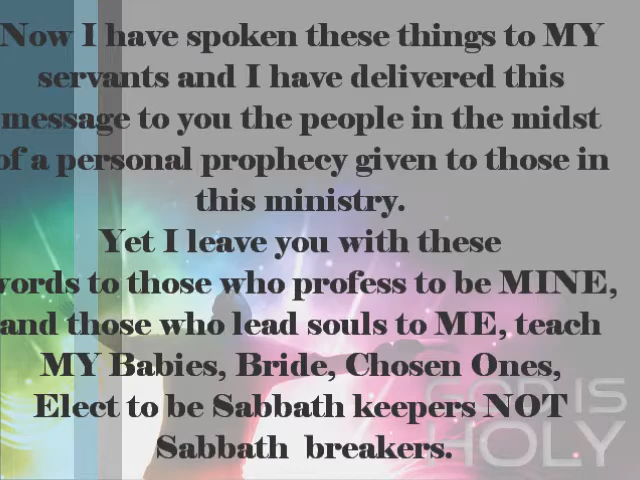 Now I have spoken these things to MY
servants and I have delivered this
message to you the people in the midst
of a personal prophecy given to those in
this ministry.
Yet I leave you with these
words to those who profess to be MINE,
and those who lead souls to ME, teach
MY Babies, Bride, Chosen Ones,
Elect to be Sabbath keepers NOT
Sabbath breakers.
GOD IS
HOLY